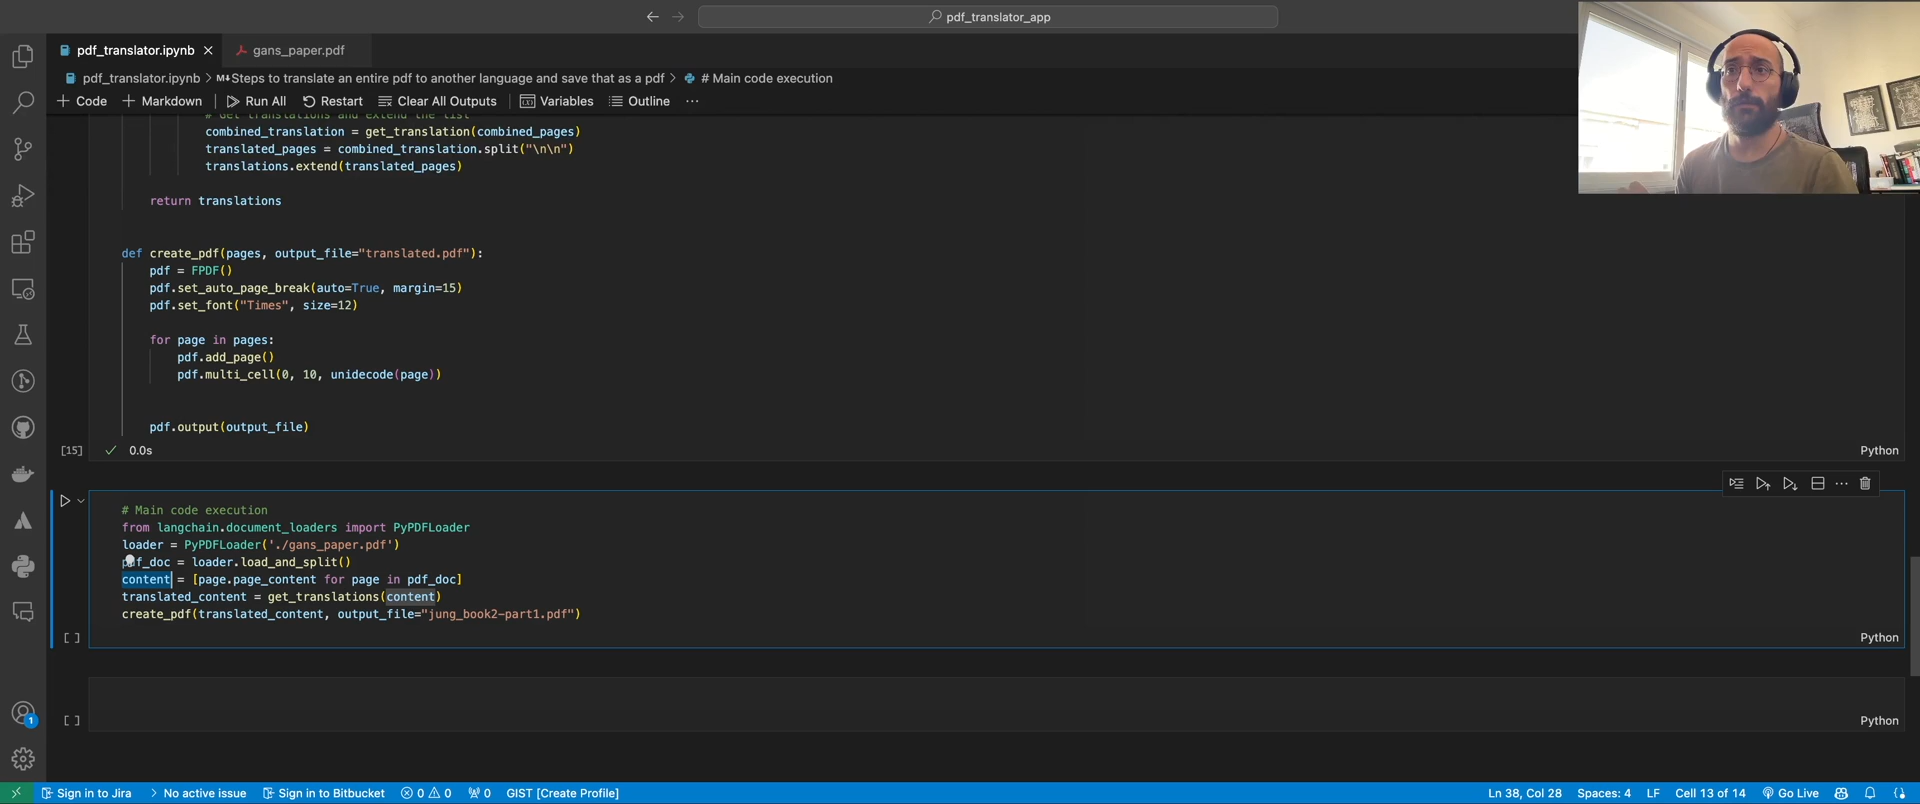 pdf_translator_app
pdf_translator.ipynb
gans_paper.pdf
pdf_translator.ipynb > M↓Steps to translate an entire pdf to another language and save that as a pdf > # Main code execution
+ Code + Markdown | Run All Restart Clear All Outputs | Variables Outline ...
# Get translations and extend the list
combined_translation = get_translation(combined_pages)
translated_pages = combined_translation.split("\n\n")
translations.extend(translated_pages)
return translations
def create_pdf(pages, output_file="translated.pdf"):
pdf = FPDF()
pdf.set_auto_page_break(auto=True, margin=15)
pdf.set_font("Times", size=12)
for page in pages:
pdf.add_page()
pdf.multi_cell(0, 10, unidecode(page))
pdf.output(output_file)
[15] ✓ 0.0s Python
# Main code execution
from langchain.document_loaders import PyPDFLoader
loader = PyPDFLoader('./gans_paper.pdf')
pdf_doc = loader.load_and_split()
content = [page.page_content for page in pdf_doc]
translated_content = get_translations(content)
create_pdf(translated_content, output_file="jung_book2-part1.pdf")
[ ] Python
[ ] Python
1
Sign in to Jira > No active issue Sign in to Bitbucket 0 0 0 GIST [Create Profile] Ln 38, Col 28 Spaces: 4 LF Cell 13 of 14 Go Live